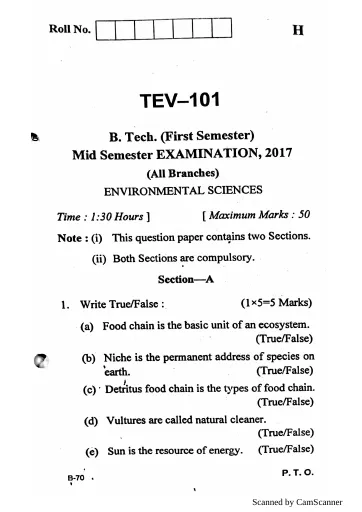 Roll No.
H
TEV–101
B. Tech. (First Semester)
Mid Semester EXAMINATION, 2017
(All Branches)
ENVIRONMENTAL SCIENCES
Time : 1:30 Hours ] [ Maximum Marks : 50
Note : (i) This question paper contains two Sections.
(ii) Both Sections are compulsory.
Section—A
1. Write True/False : (1×5=5 Marks)
(a) Food chain is the basic unit of an ecosystem.
(True/False)
(b) Niche is the permanent address of species on
earth. (True/False)
(c) Detritus food chain is the types of food chain.
(True/False)
(d) Vultures are called natural cleaner.
(True/False)
(e) Sun is the resource of energy. (True/False)
B-70 P. T. O.
Scanned by CamScanner